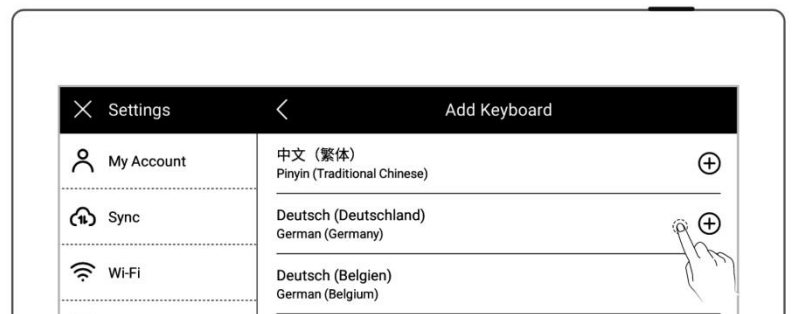 Settings
Add Keyboard
My Account
Sync
Wi-Fi
中文（繁体）
Pinyin (Traditional Chinese)
Deutsch (Deutschland)
German (Germany)
Deutsch (Belgien)
German (Belgium)